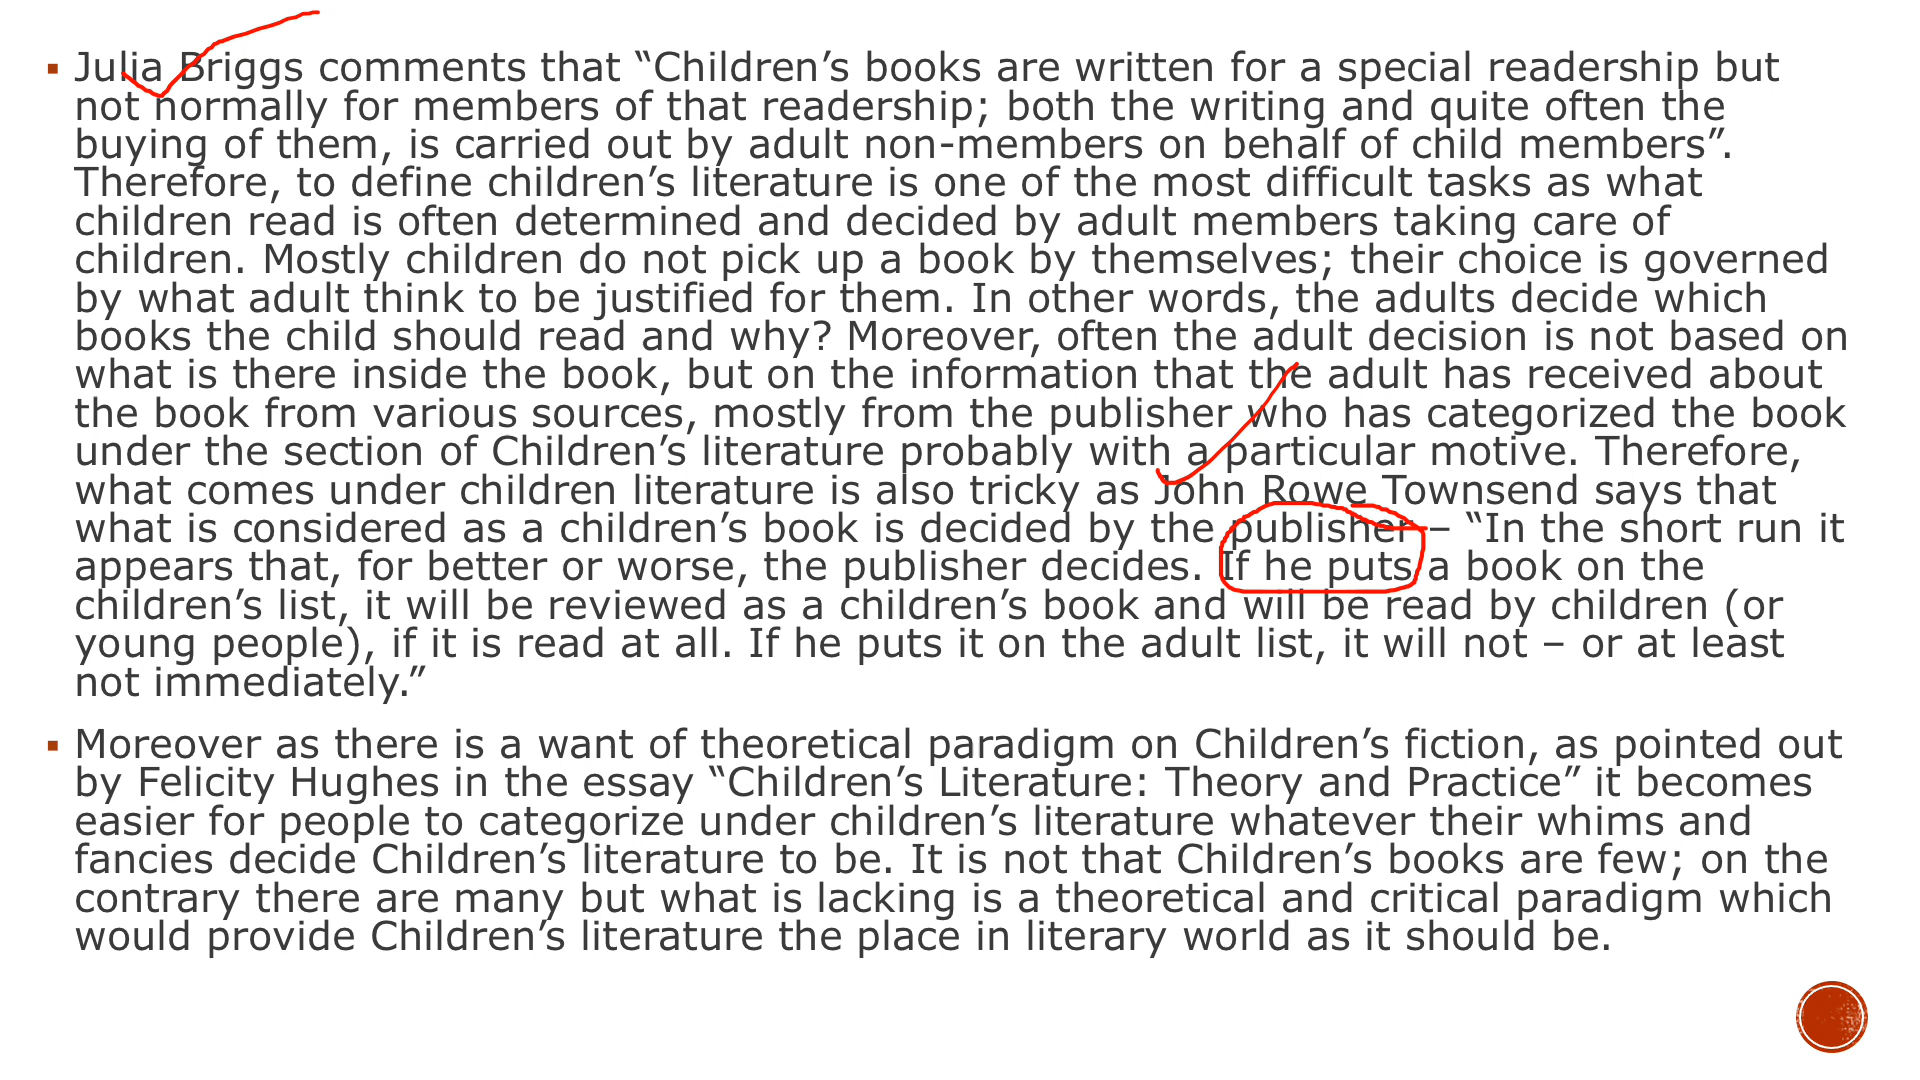 Julia Briggs comments that “Children’s books are written for a special readership but
not normally for members of that readership; both the writing and quite often the
buying of them, is carried out by adult non-members on behalf of child members”.
Therefore, to define children’s literature is one of the most difficult tasks as what
children read is often determined and decided by adult members taking care of
children. Mostly children do not pick up a book by themselves; their choice is governed
by what adult think to be justified for them. In other words, the adults decide which
books the child should read and why? Moreover, often the adult decision is not based on
what is there inside the book, but on the information that the adult has received about
the book from various sources, mostly from the publisher who has categorized the book
under the section of Children’s literature probably with a particular motive. Therefore,
what comes under children literature is also tricky as John Rowe Townsend says that
what is considered as a children’s book is decided by the publisher – “In the short run it
appears that, for better or worse, the publisher decides. If he puts a book on the
children’s list, it will be reviewed as a children’s book and will be read by children (or
young people), if it is read at all. If he puts it on the adult list, it will not – or at least
not immediately.”
Moreover as there is a want of theoretical paradigm on Children’s fiction, as pointed out
by Felicity Hughes in the essay “Children’s Literature: Theory and Practice” it becomes
easier for people to categorize under children’s literature whatever their whims and
fancies decide Children’s literature to be. It is not that Children’s books are few; on the
contrary there are many but what is lacking is a theoretical and critical paradigm which
would provide Children’s literature the place in literary world as it should be.